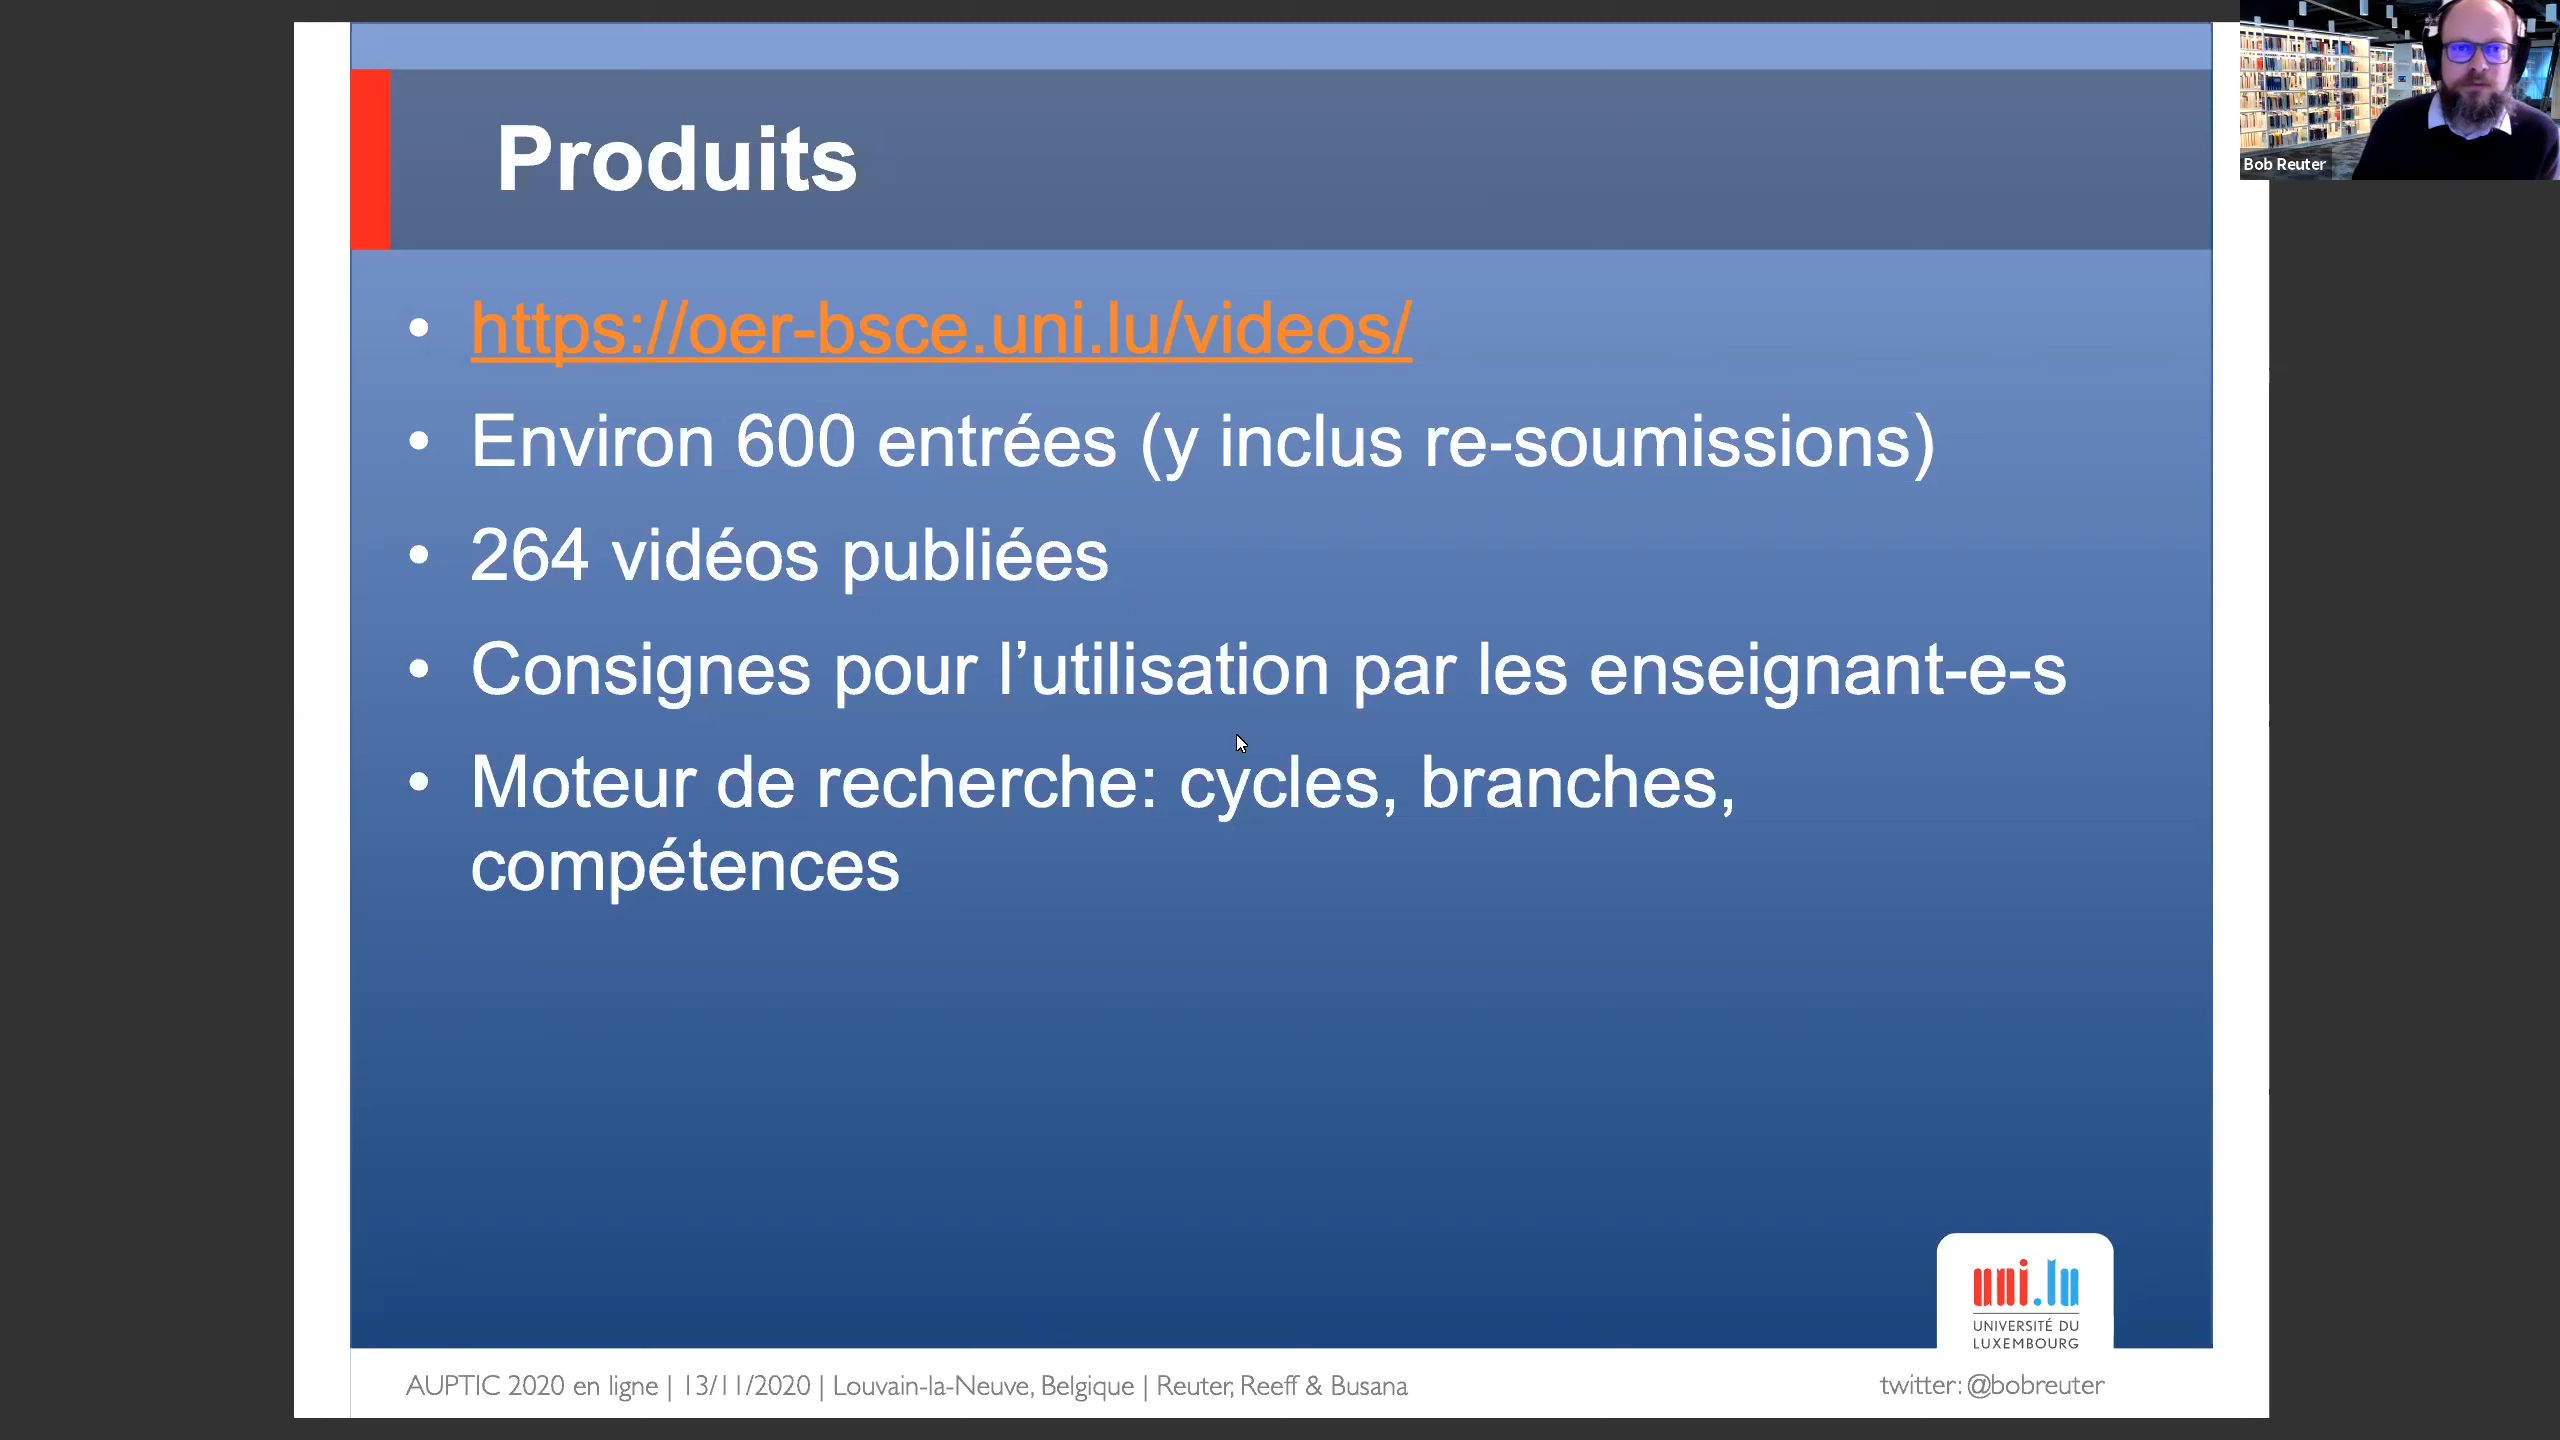 Produits
https://oer-bsce.uni.lu/videos/
Environ 600 entrées (y inclus re-soumissions)
264 vidéos publiées
Consignes pour l’utilisation par les enseignant-e-s
Moteur de recherche: cycles, branches,
compétences
Bob Reuter
uni.lu
UNIVERSITÉ DU
LUXEMBOURG
AUPTIC 2020 en ligne | 13/11/2020 | Louvain-la-Neuve, Belgique | Reuter, Reeff & Busana
twitter: @bobreuter